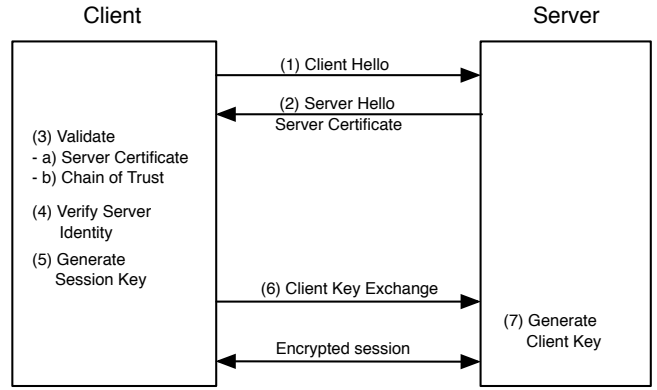 Client
Server
(1) Client Hello
(2) Server Hello
Server Certificate
(3) Validate
- a) Server Certificate
- b) Chain of Trust
(4) Verify Server
Identity
(5) Generate
Session Key
(6) Client Key Exchange
(7) Generate
Client Key
Encrypted session